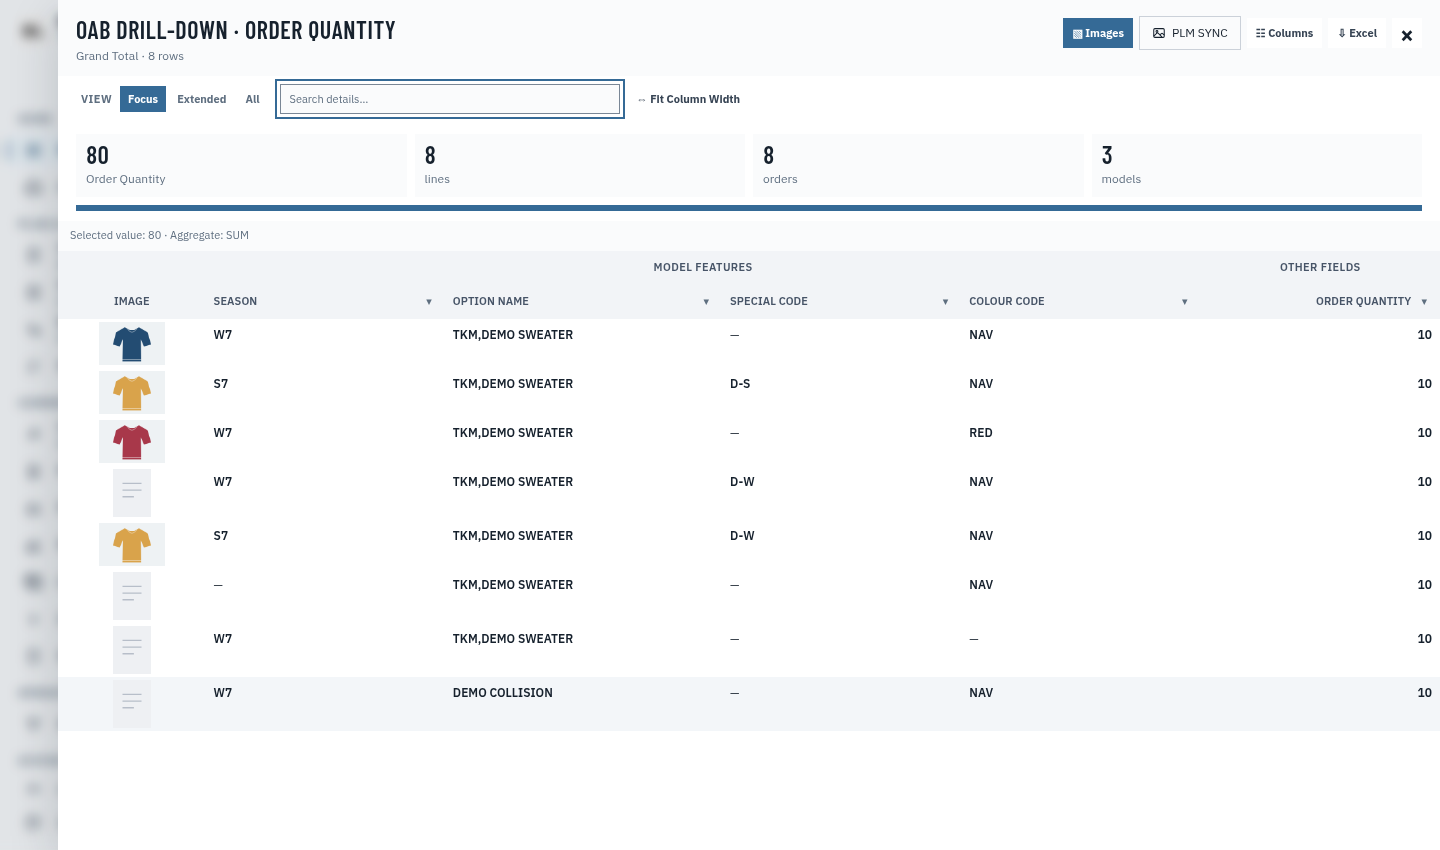 OAB DRILL-DOWN · ORDER QUANTITY
Grand Total · 8 rows
Images
PLM SYNC
Columns
Excel
VIEW Focus Extended All Search details... ↔ Fit Column Width
80 8 8 3
Order Quantity lines orders models
Selected value: 80 · Aggregate: SUM
MODEL FEATURES OTHER FIELDS
IMAGE SEASON OPTION NAME SPECIAL CODE COLOUR CODE ORDER QUANTITY
W7 TKM,DEMO SWEATER — NAV 10
S7 TKM,DEMO SWEATER D-S NAV 10
W7 TKM,DEMO SWEATER — RED 10
W7 TKM,DEMO SWEATER D-W NAV 10
S7 TKM,DEMO SWEATER D-W NAV 10
— TKM,DEMO SWEATER — NAV 10
W7 TKM,DEMO SWEATER — — 10
W7 DEMO COLLISION — NAV 10